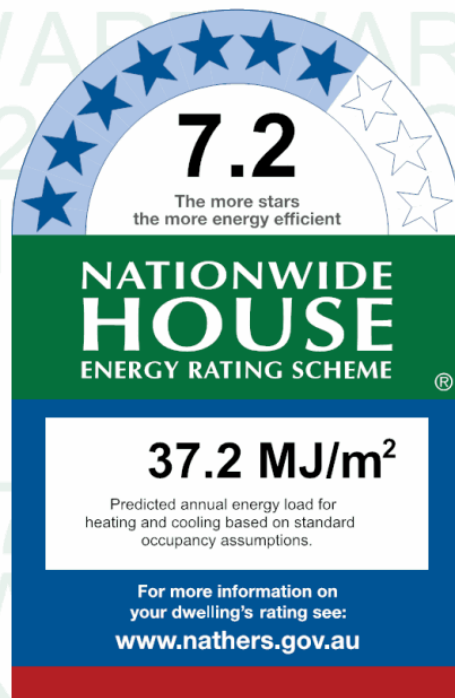 7.2
The more stars
the more energy efficient
NATIONWIDE
HOUSE
ENERGY RATING SCHEME ®
37.2 MJ/m²
Predicted annual energy load for
heating and cooling based on standard
occupancy assumptions.
For more information on
your dwelling's rating see:
www.nathers.gov.au